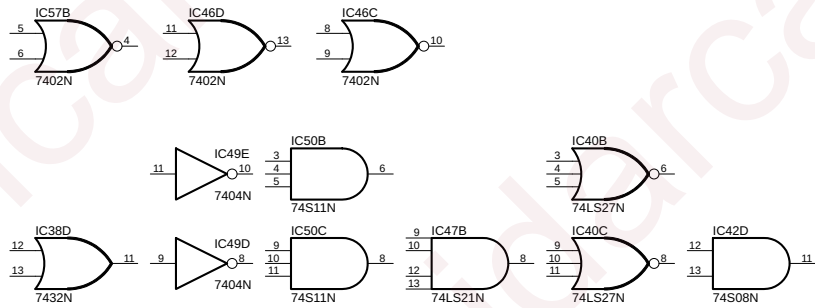 IC57B
5
6
4
7402N
IC46D
11
12
13
7402N
IC46C
8
9
10
7402N
IC49E
11
10
7404N
IC50B
3
4
5
6
74S11N
IC40B
3
4
5
6
74LS27N
IC38D
12
13
11
7432N
IC49D
9
8
7404N
IC50C
9
10
11
8
74S11N
IC47B
9
10
12
13
8
74LS21N
IC40C
9
10
11
8
74LS27N
IC42D
12
13
11
74S08N